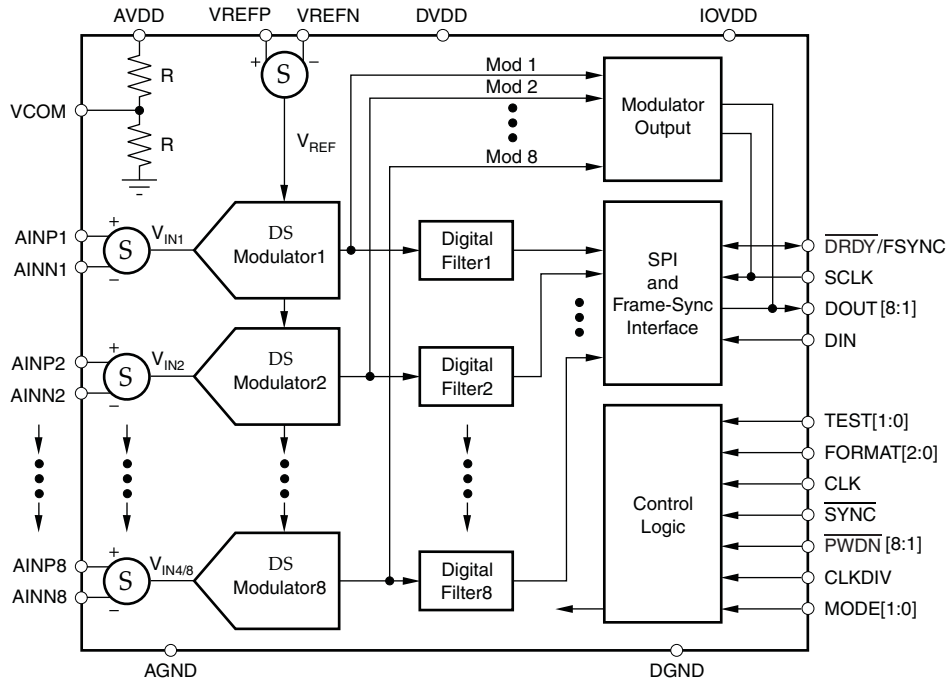 AVDD
VREFP VREFN
DVDD
IOVDD
R
VCOM
R
+ S −
VREF
Mod 1
Mod 2
Mod 8
Modulator
Output
AINP1
AINN1
+
S
−
VIN1
DS
Modulator1
Digital
Filter1
SPI
and
Frame-Sync
Interface
DRDY/FSYNC
SCLK
DOUT[8:1]
DIN
AINP2
AINN2
+
S
−
VIN2
DS
Modulator2
Digital
Filter2
TEST[1:0]
FORMAT[2:0]
CLK
SYNC
PWDN[8:1]
CLKDIV
MODE[1:0]
Control
Logic
AINP8
AINN8
+
S
−
VIN4/8
DS
Modulator8
Digital
Filter8
AGND
DGND